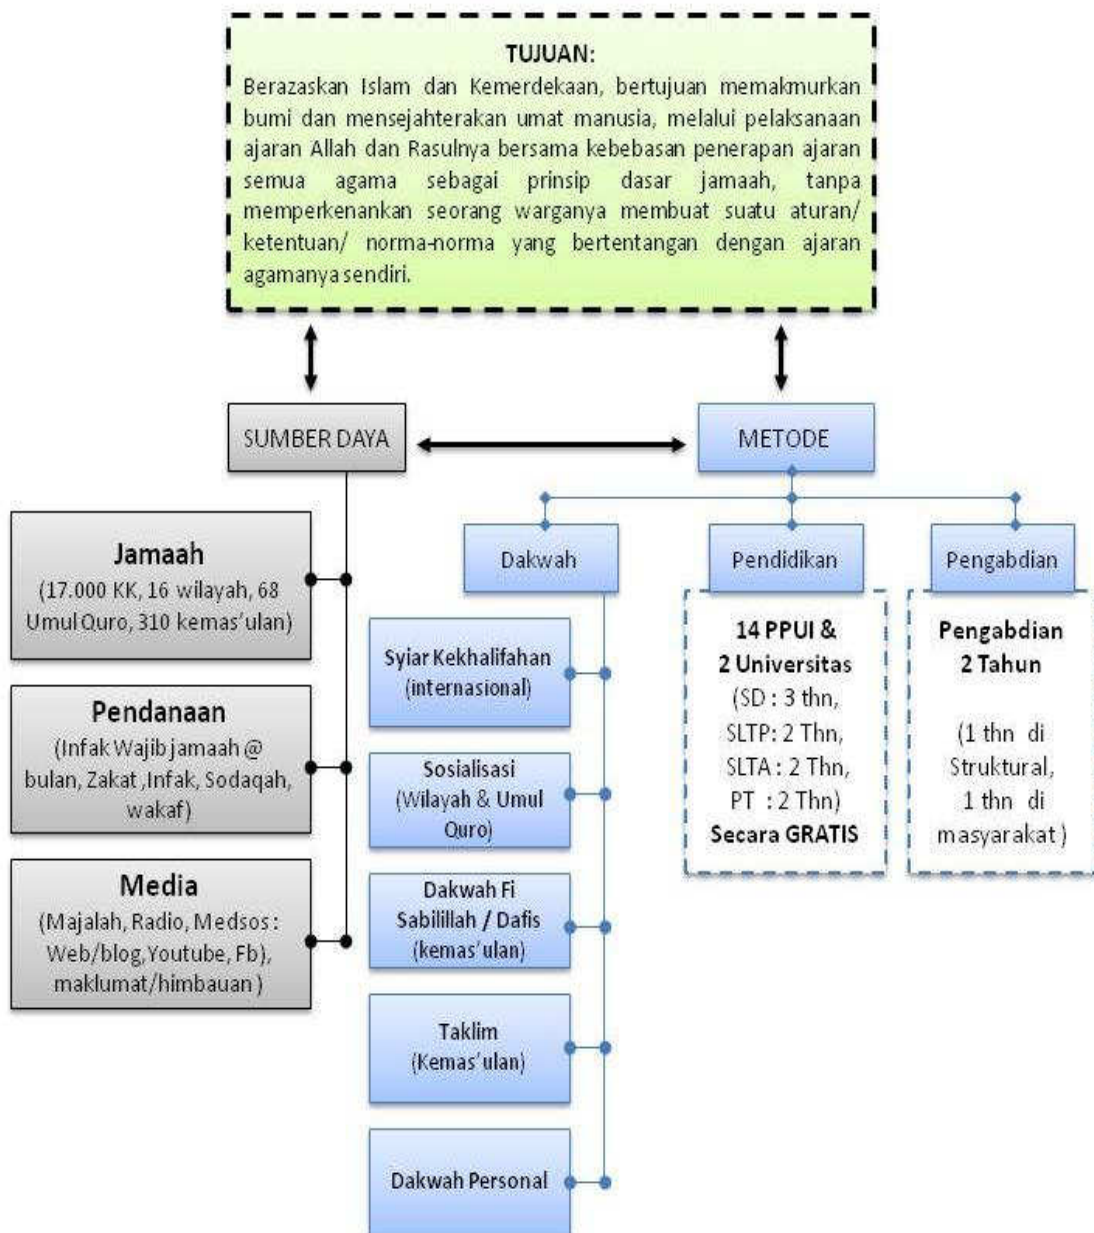 TUJUAN:
Berazaskan Islam dan Kemerdekaan, bertujuan memakmurkan
bumi dan mensejahterakan umat manusia, melalui pelaksanaan
ajaran Allah dan Rasulnya bersama kebebasan penerapan ajaran
semua agama sebagai prinsip dasar jamaah, tanpa
memperkenankan seorang warganya membuat suatu aturan/
ketentuan/ norma-norma yang bertentangan dengan ajaran
agamanya sendiri.
SUMBER DAYA
METODE
Jamaah
(17.000 KK, 16 wilayah, 68
Umul Quro, 310 kemas'ulan)
Pendanaan
(Infak Wajib jamaah @
bulan, Zakat ,Infak, Sodaqah,
wakaf)
Media
(Majalah, Radio, Medsos :
Web/blog,Youtube, Fb),
maklumat/himbauan )
Dakwah
Syiar Kekhalifahan
(internasional)
Sosialisasi
(Wilayah & Umul
Quro)
Dakwah Fi
Sabilillah / Dafis
(kemas'ulan)
Taklim
(Kemas'ulan)
Dakwah Personal
Pendidikan
14 PPUI &
2 Universitas
(SD : 3 thn,
SLTP: 2 Thn,
SLTA : 2 Thn,
PT : 2 Thn)
Secara GRATIS
Pengabdian
Pengabdian
2 Tahun
(1 thn di
Struktural,
1 thn di
masyarakat )